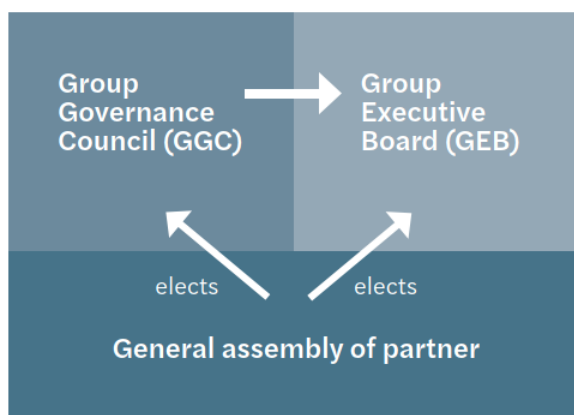 Group
Governance
Council (GGC)
Group
Executive
Board (GEB)
elects
elects
General assembly of partner